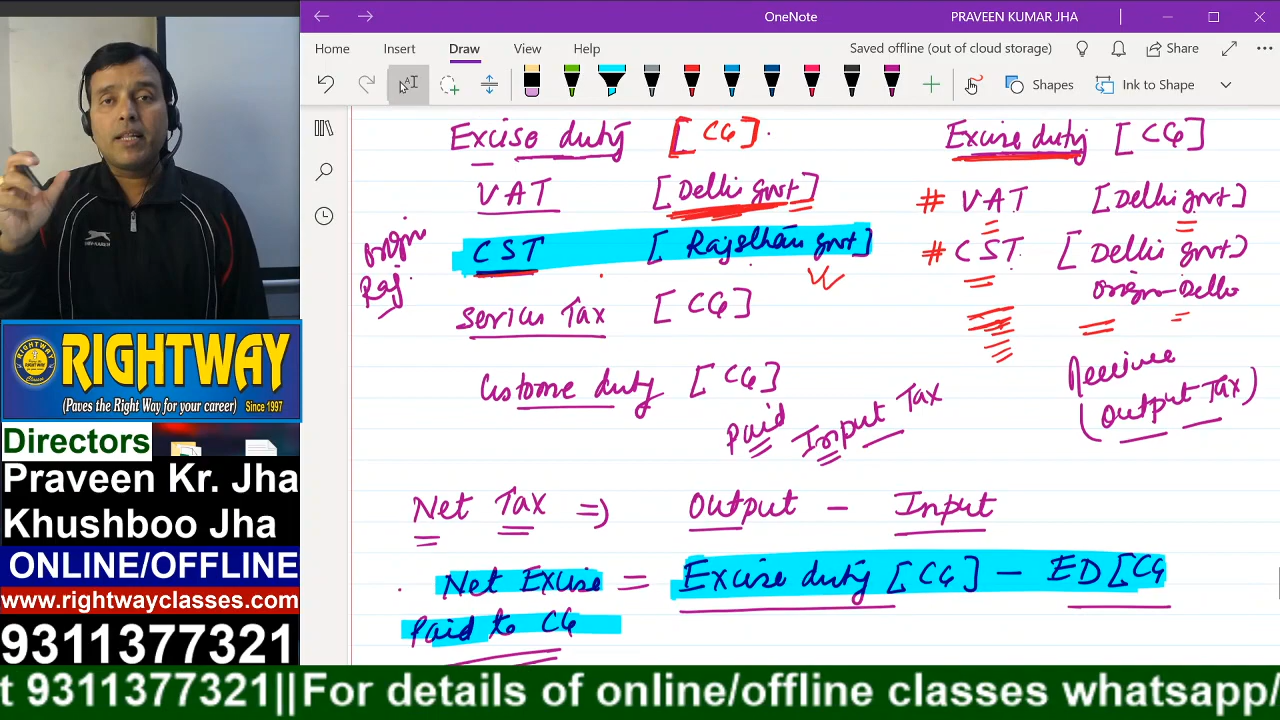 OneNote
PRAVEEN KUMAR JHA
Home Insert Draw View Help
Saved offline (out of cloud storage)
Share
Shapes
Ink to Shape
Excise duty [CG]
VAT [Delhi govt]
CST [Rajsthan govt]
origin
Raj
Service Tax [CG]
Custome duty [CG]
Paid
Input Tax
Excise duty [CG]
# VAT [Delhi govt]
# CST [Delhi govt]
origin-Delhi
Receive
(Output Tax)
Net Tax => Output - Input
Net Excise = Excise duty [CG] - ED [CG
Paid to CG
RIGHTWAY
(Paves the Right Way for your career) Since 1997
Directors
Praveen Kr. Jha
Khushboo Jha
ONLINE/OFFLINE
www.rightwayclasses.com
9311377321
t 9311377321||For details of online/offline classes whatsapp/